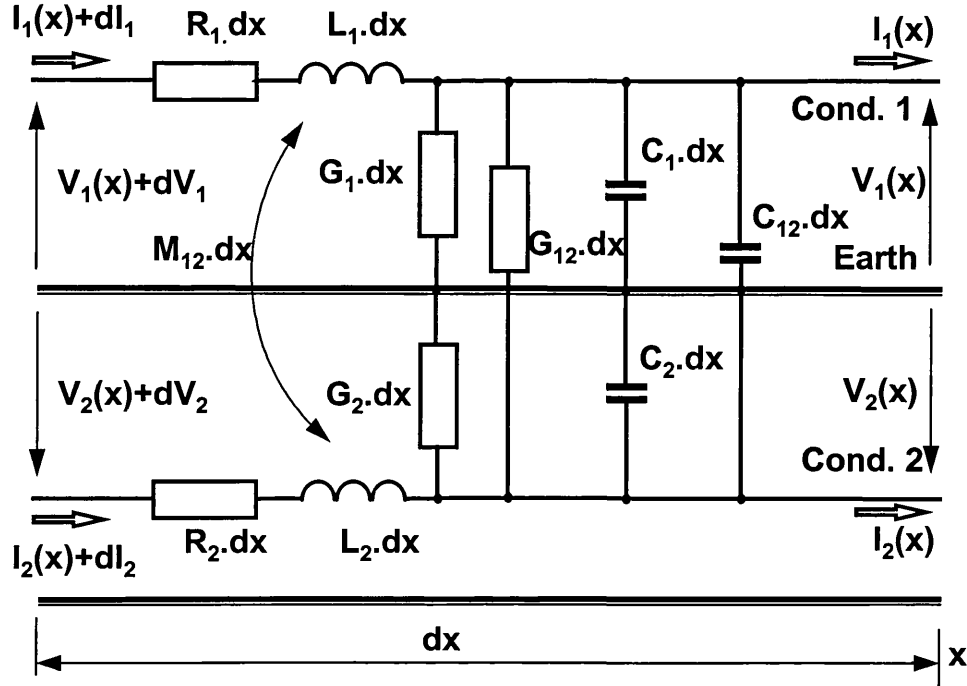 I₁(x)+dI₁
R₁.dx
L₁.dx
I₁(x)
Cond. 1
G₁.dx
C₁.dx
V₁(x)+dV₁
V₁(x)
C₁₂.dx
M₁₂.dx
G₁₂.dx
Earth
C₂.dx
V₂(x)+dV₂
G₂.dx
V₂(x)
Cond. 2
R₂.dx
L₂.dx
I₂(x)
I₂(x)+dI₂
dx
x